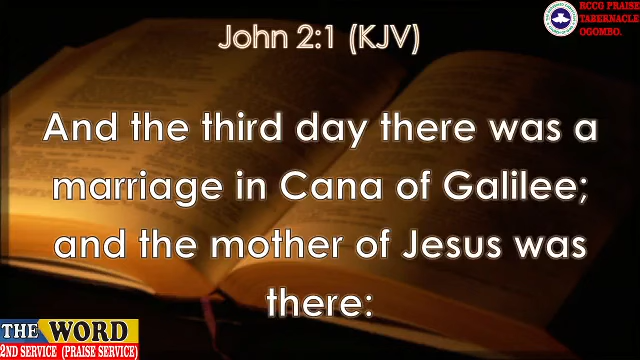 John 2:1 (KJV)
RCCG PRAISE
TABERNACLE
OGOMBO.
And the third day there was a
marriage in Cana of Galilee;
and the mother of Jesus was
there:
THE WORD
2ND SERVICE (PRAISE SERVICE)